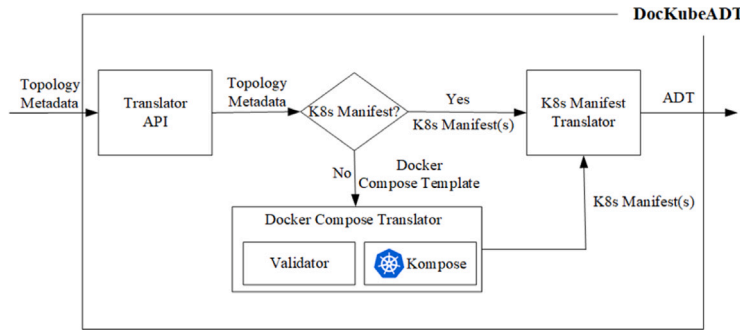 DocKubeADT
Topology
Metadata
Translator
API
Topology
Metadata
K8s Manifest?
Yes
K8s Manifest(s)
K8s Manifest
Translator
ADT
No
Docker
Compose Template
K8s Manifest(s)
Docker Compose Translator
Validator
Kompose